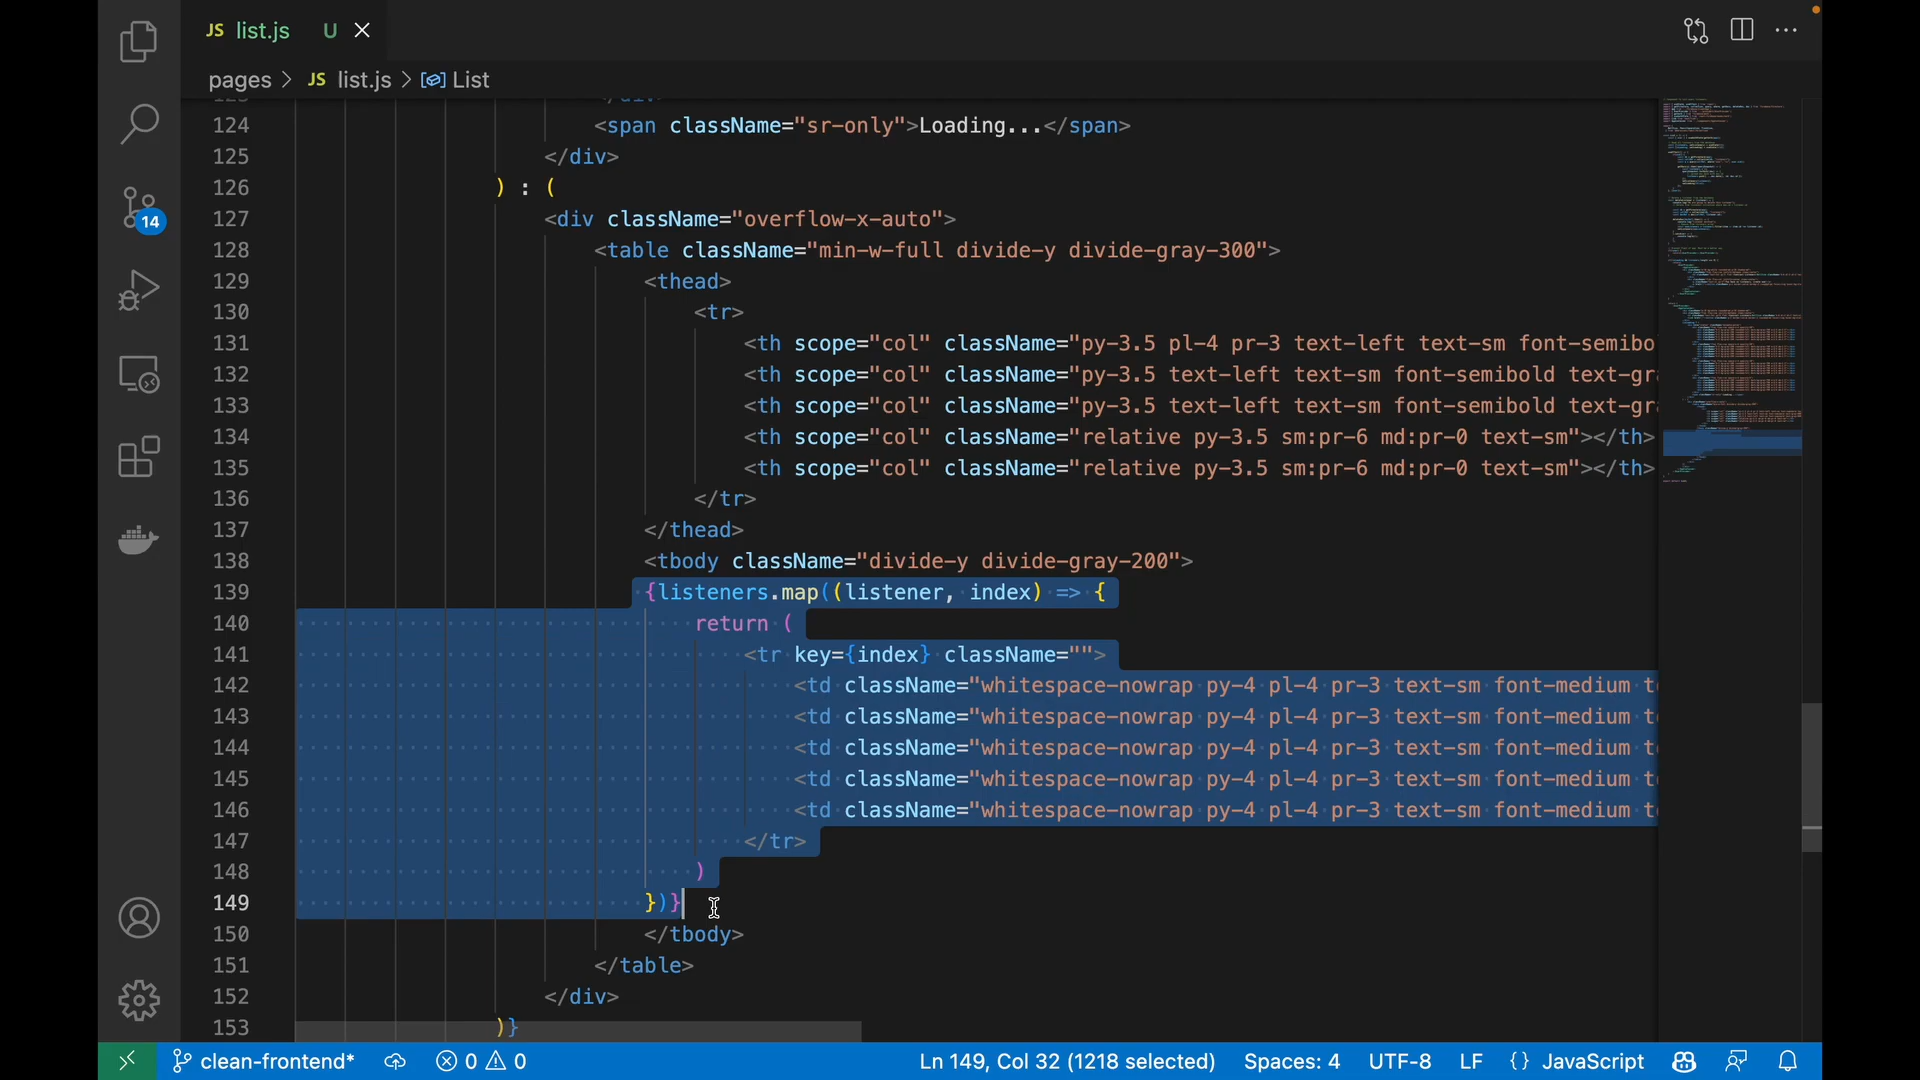 JS list.js U
pages > JS list.js > List
124 <span className="sr-only">Loading...</span>
125 </div>
126 ) : (
127 <div className="overflow-x-auto">
128 <table className="min-w-full divide-y divide-gray-300">
129 <thead>
130 <tr>
131 <th scope="col" className="py-3.5 pl-4 pr-3 text-left text-sm font-semibo
132 <th scope="col" className="py-3.5 text-left text-sm font-semibold text-gr
133 <th scope="col" className="py-3.5 text-left text-sm font-semibold text-gr
134 <th scope="col" className="relative py-3.5 sm:pr-6 md:pr-0 text-sm"></th>
135 <th scope="col" className="relative py-3.5 sm:pr-6 md:pr-0 text-sm"></th>
136 </tr>
137 </thead>
138 <tbody className="divide-y divide-gray-200">
139 {listeners.map((listener, index) => {
140 return (
141 <tr key={index} className="">
142 <td className="whitespace-nowrap py-4 pl-4 pr-3 text-sm font-medium t
143 <td className="whitespace-nowrap py-4 pl-4 pr-3 text-sm font-medium t
144 <td className="whitespace-nowrap py-4 pl-4 pr-3 text-sm font-medium t
145 <td className="whitespace-nowrap py-4 pl-4 pr-3 text-sm font-medium t
146 <td className="whitespace-nowrap py-4 pl-4 pr-3 text-sm font-medium t
147 </tr>
148 )
149 })}
150 </tbody>
151 </table>
152 </div>
153 )}
14
clean-frontend* 0 0 Ln 149, Col 32 (1218 selected) Spaces: 4 UTF-8 LF {} JavaScript